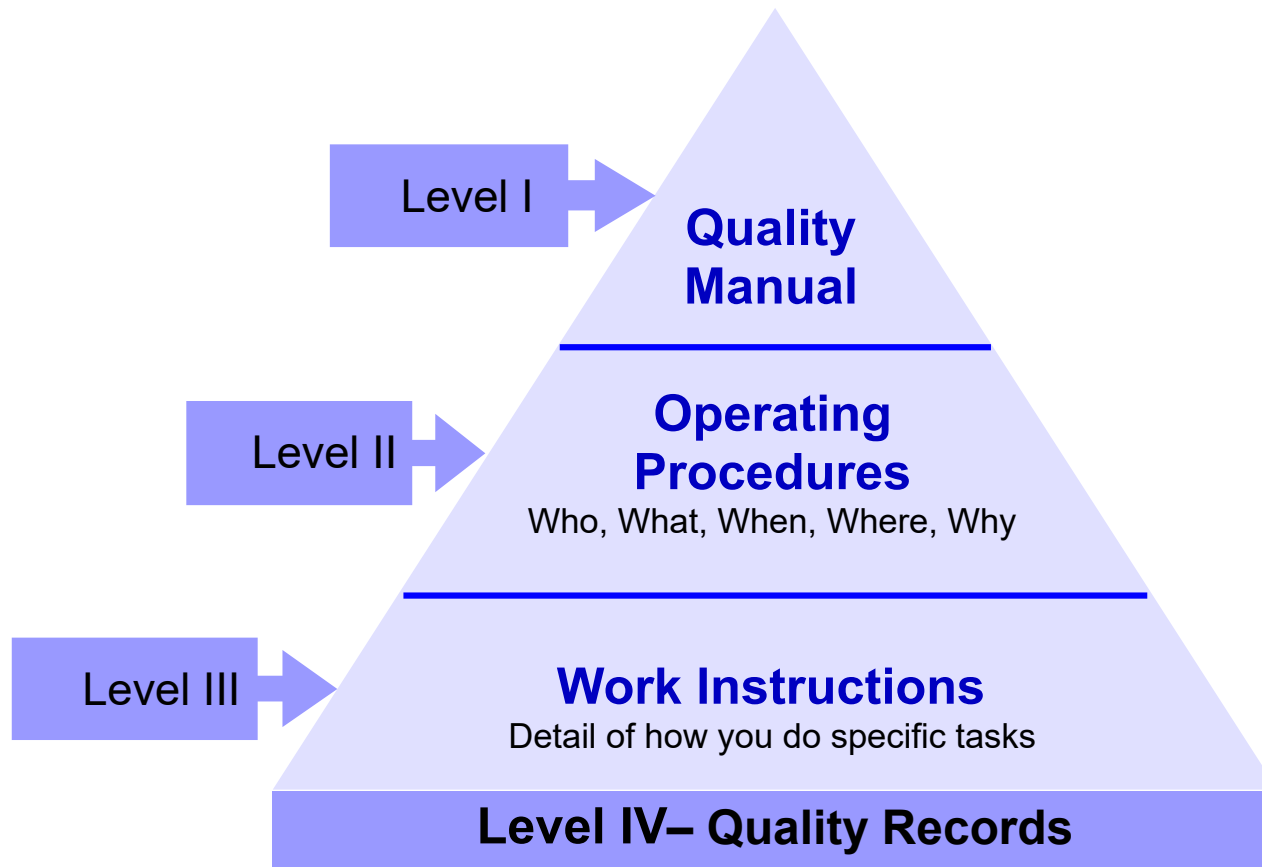 Level I
Quality
Manual
Level II
Operating
Procedures
Who, What, When, Where, Why
Level III
Work Instructions
Detail of how you do specific tasks
Level IV– Quality Records